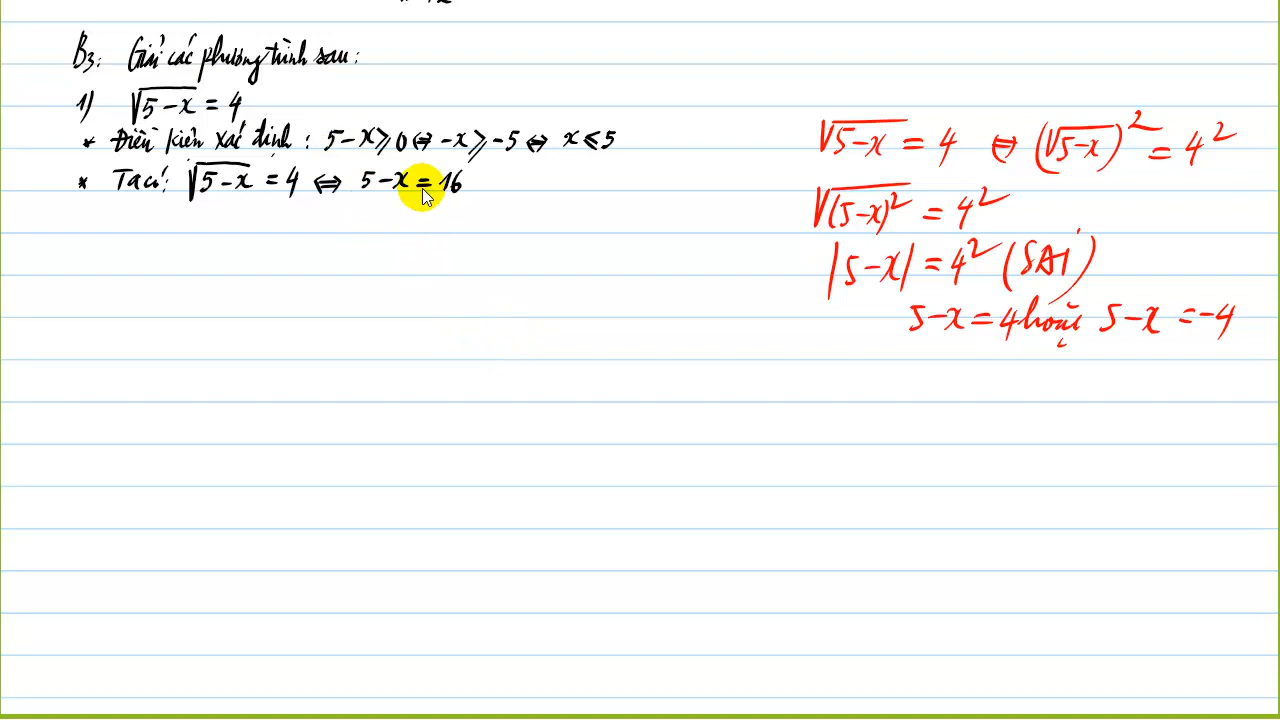 B3: Giải các phương trình sau:
1) √5-x = 4
* Điều kiện xác định: 5-x ⩾ 0 ⇔ -x ⩾ -5 ⇔ x ⩽ 5
* Ta có: √5-x = 4 ⇔ 5-x = 16
√5-x = 4 ⇔ (√5-x)² = 4²
√(5-x)² = 4²
|5-x| = 4² (SAI)
5-x = 4 hoặc 5-x = -4